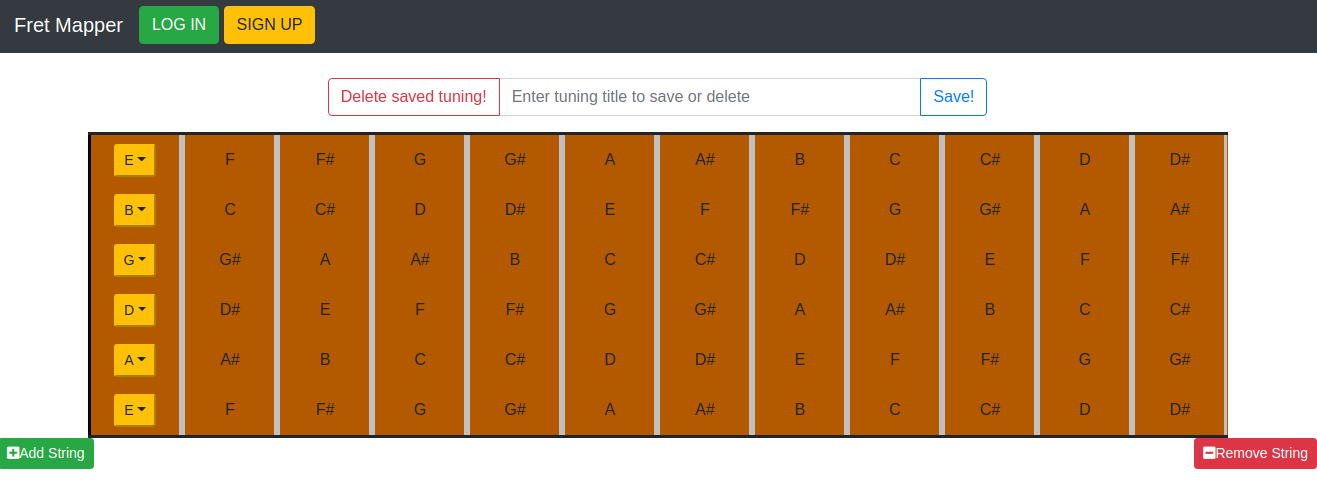 Fret Mapper LOG IN SIGN UP
Delete saved tuning! Enter tuning title to save or delete Save!
E F F# G G# A A# B C C# D D#
B C C# D D# E F F# G G# A A#
G G# A A# B C C# D D# E F F#
D D# E F F# G G# A A# B C C#
A A# B C C# D D# E F F# G G#
E F F# G G# A A# B C C# D D#
Add String Remove String